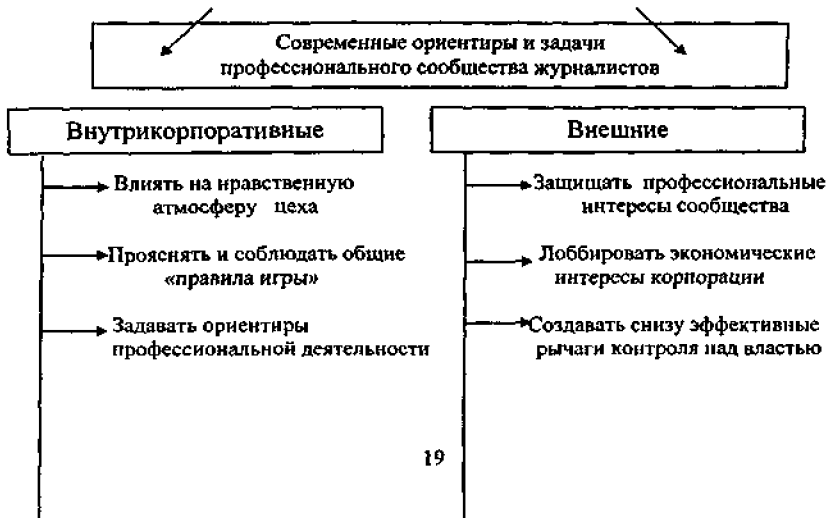 Современные ориентиры и задачи
профессионального сообщества журналистов
Внутрикорпоративные
Влиять на нравственную
атмосферу цеха
Прояснять и соблюдать общие
«правила игры»
Задавать ориентиры
профессиональной деятельности
Внешние
Защищать профессиональные
интересы сообщества
Лоббировать экономические
интересы корпорации
Создавать снизу эффективные
рычаги контроля над властью
19